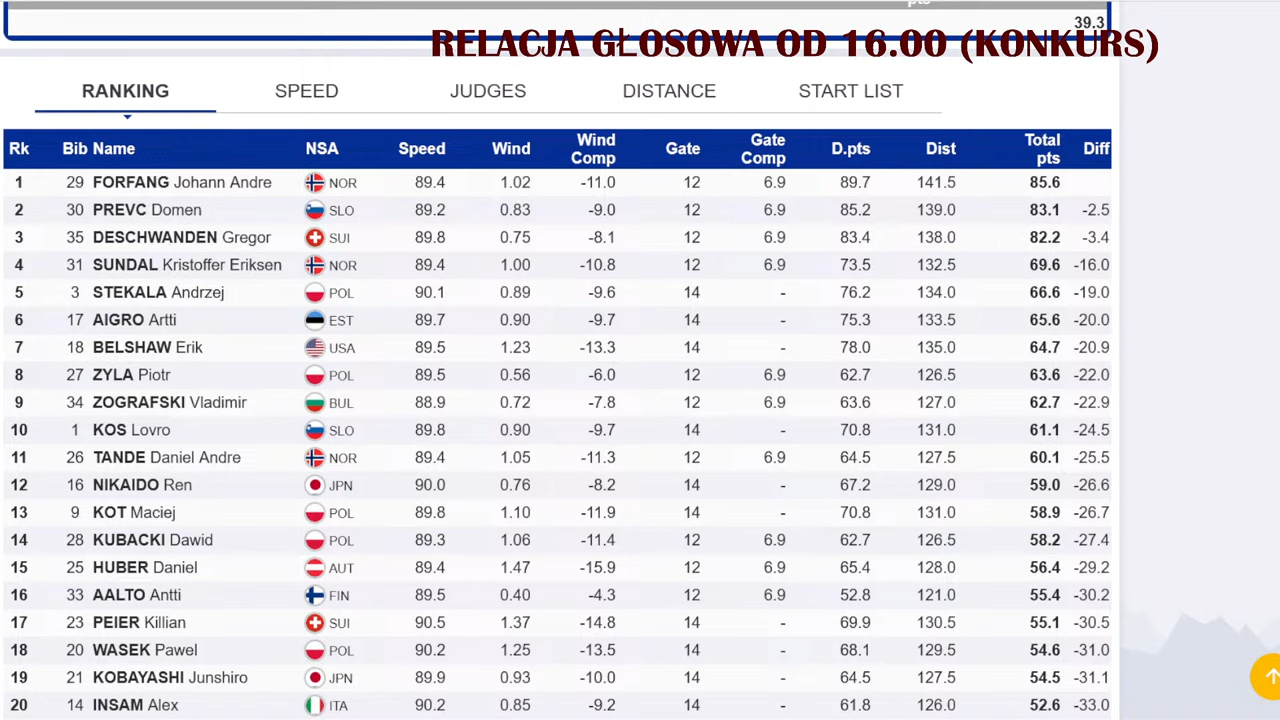 39.3
RELACJA GŁOSOWA OD 16.00 (KONKURS)
RANKING SPEED JUDGES DISTANCE START LIST
Rk Bib Name NSA Speed Wind Wind Comp Gate Gate Comp D.pts Dist Total pts Diff
1 29 FORFANG Johann Andre NOR 89.4 1.02 -11.0 12 6.9 89.7 141.5 85.6
2 30 PREVC Domen SLO 89.2 0.83 -9.0 12 6.9 85.2 139.0 83.1 -2.5
3 35 DESCHWANDEN Gregor SUI 89.8 0.75 -8.1 12 6.9 83.4 138.0 82.2 -3.4
4 31 SUNDAL Kristoffer Eriksen NOR 89.4 1.00 -10.8 12 6.9 73.5 132.5 69.6 -16.0
5 3 STEKALA Andrzej POL 90.1 0.89 -9.6 14 - 76.2 134.0 66.6 -19.0
6 17 AIGRO Artti EST 89.7 0.90 -9.7 14 - 75.3 133.5 65.6 -20.0
7 18 BELSHAW Erik USA 89.5 1.23 -13.3 14 - 78.0 135.0 64.7 -20.9
8 27 ZYLA Piotr POL 89.5 0.56 -6.0 12 6.9 62.7 126.5 63.6 -22.0
9 34 ZOGRAFSKI Vladimir BUL 88.9 0.72 -7.8 12 6.9 63.6 127.0 62.7 -22.9
10 1 KOS Lovro SLO 89.8 0.90 -9.7 14 - 70.8 131.0 61.1 -24.5
11 26 TANDE Daniel Andre NOR 89.4 1.05 -11.3 12 6.9 64.5 127.5 60.1 -25.5
12 16 NIKAIDO Ren JPN 90.0 0.76 -8.2 14 - 67.2 129.0 59.0 -26.6
13 9 KOT Maciej POL 89.8 1.10 -11.9 14 - 70.8 131.0 58.9 -26.7
14 28 KUBACKI Dawid POL 89.3 1.06 -11.4 12 6.9 62.7 126.5 58.2 -27.4
15 25 HUBER Daniel AUT 89.4 1.47 -15.9 12 6.9 65.4 128.0 56.4 -29.2
16 33 AALTO Antti FIN 89.5 0.40 -4.3 12 6.9 52.8 121.0 55.4 -30.2
17 23 PEIER Killian SUI 90.5 1.37 -14.8 14 - 69.9 130.5 55.1 -30.5
18 20 WASEK Pawel POL 90.2 1.25 -13.5 14 - 68.1 129.5 54.6 -31.0
19 21 KOBAYASHI Junshiro JPN 89.9 0.93 -10.0 14 - 64.5 127.5 54.5 -31.1
20 14 INSAM Alex ITA 90.2 0.85 -9.2 14 - 61.8 126.0 52.6 -33.0